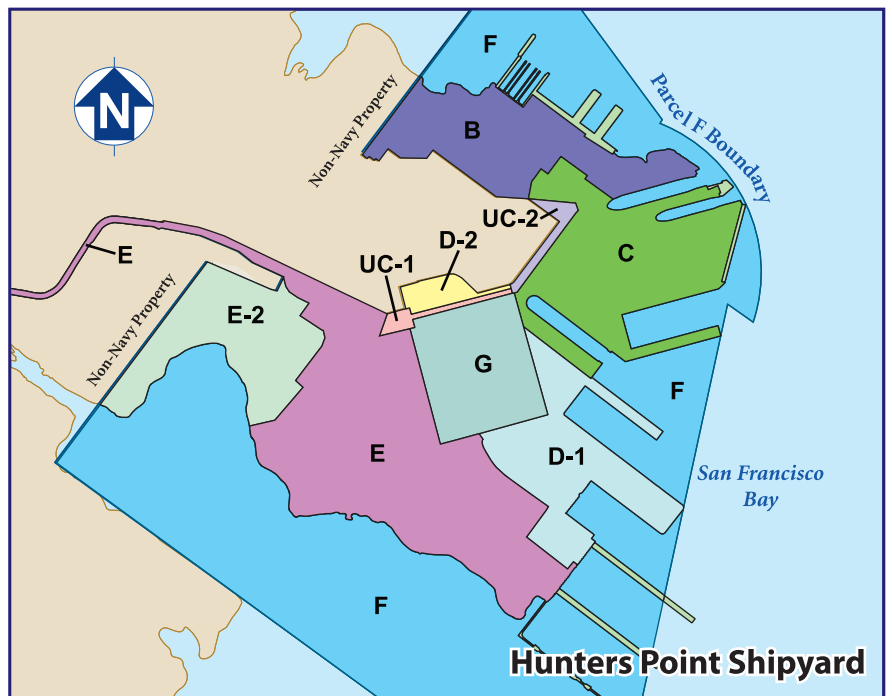 F
N
Parcel F Boundary
Non-Navy Property
B
UC-2
D-2
C
E
UC-1
Non-Navy Property
E-2
G
F
E
D-1
San Francisco
Bay
F
Hunters Point Shipyard